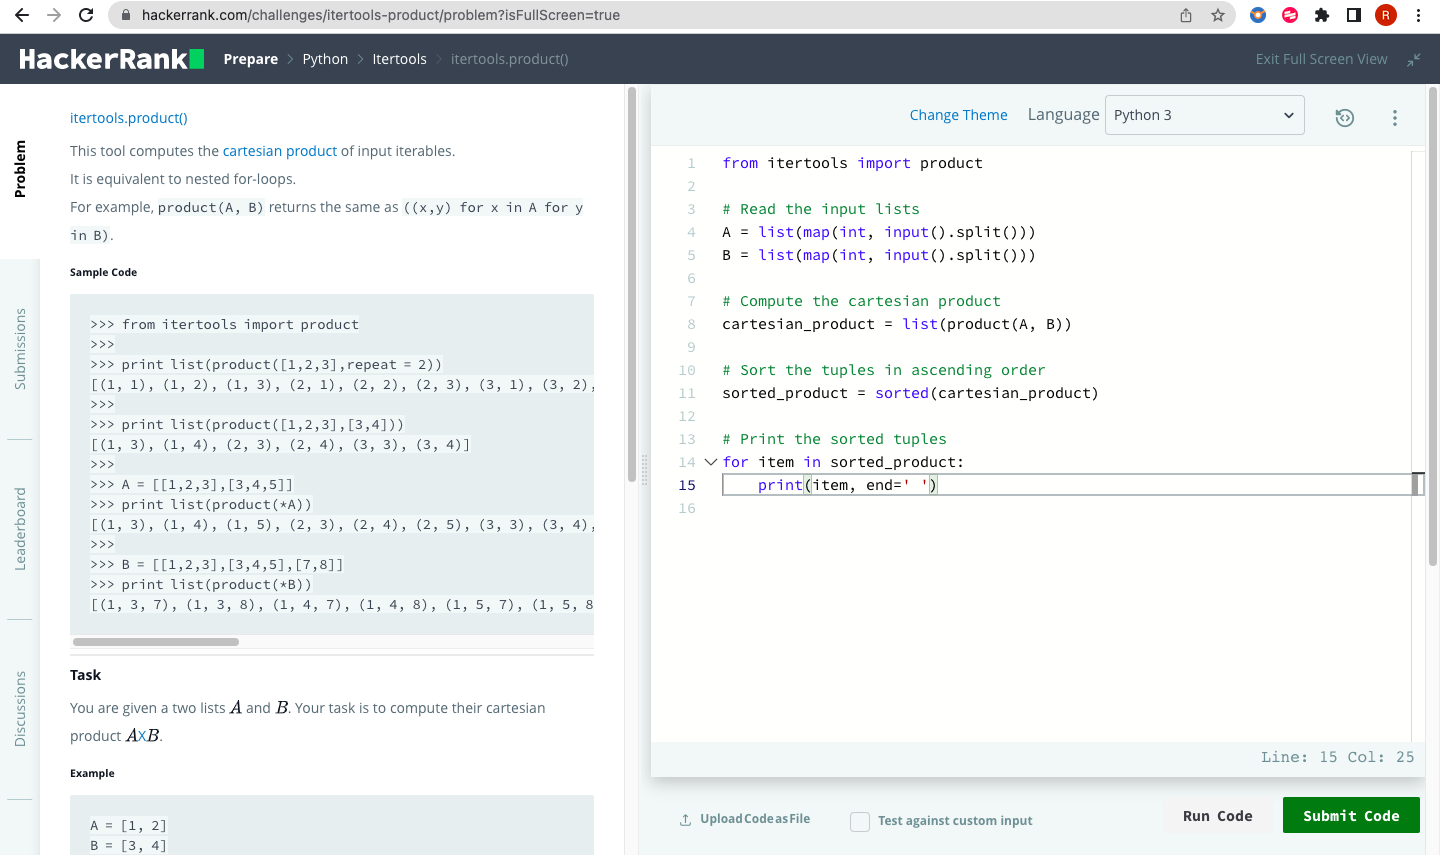 hackerrank.com/challenges/itertools-product/problem?isFullScreen=true
R
HackerRank
Prepare > Python > Itertools > itertools.product()
Exit Full Screen View
Problem
Submissions
Leaderboard
Discussions
itertools.product()
This tool computes the cartesian product of input iterables.
It is equivalent to nested for-loops.
For example, product(A, B) returns the same as ((x,y) for x in A for y
in B).
Sample Code
>>> from itertools import product
>>>
>>> print list(product([1,2,3],repeat = 2))
[(1, 1), (1, 2), (1, 3), (2, 1), (2, 2), (2, 3), (3, 1), (3, 2),
>>>
>>> print list(product([1,2,3],[3,4]))
[(1, 3), (1, 4), (2, 3), (2, 4), (3, 3), (3, 4)]
>>>
>>> A = [[1,2,3],[3,4,5]]
>>> print list(product(*A))
[(1, 3), (1, 4), (1, 5), (2, 3), (2, 4), (2, 5), (3, 3), (3, 4),
>>>
>>> B = [[1,2,3],[3,4,5],[7,8]]
>>> print list(product(*B))
[(1, 3, 7), (1, 3, 8), (1, 4, 7), (1, 4, 8), (1, 5, 7), (1, 5, 8
Task
You are given a two lists A and B. Your task is to compute their cartesian
product AXB.
Example
A = [1, 2]
B = [3, 4]
Change Theme
Language
Python 3
1 from itertools import product
2
3 # Read the input lists
4 A = list(map(int, input().split()))
5 B = list(map(int, input().split()))
6
7 # Compute the cartesian product
8 cartesian_product = list(product(A, B))
9
10 # Sort the tuples in ascending order
11 sorted_product = sorted(cartesian_product)
12
13 # Print the sorted tuples
14 for item in sorted_product:
15     print(item, end=' ')
16
Line: 15 Col: 25
Upload Code as File
Test against custom input
Run Code
Submit Code